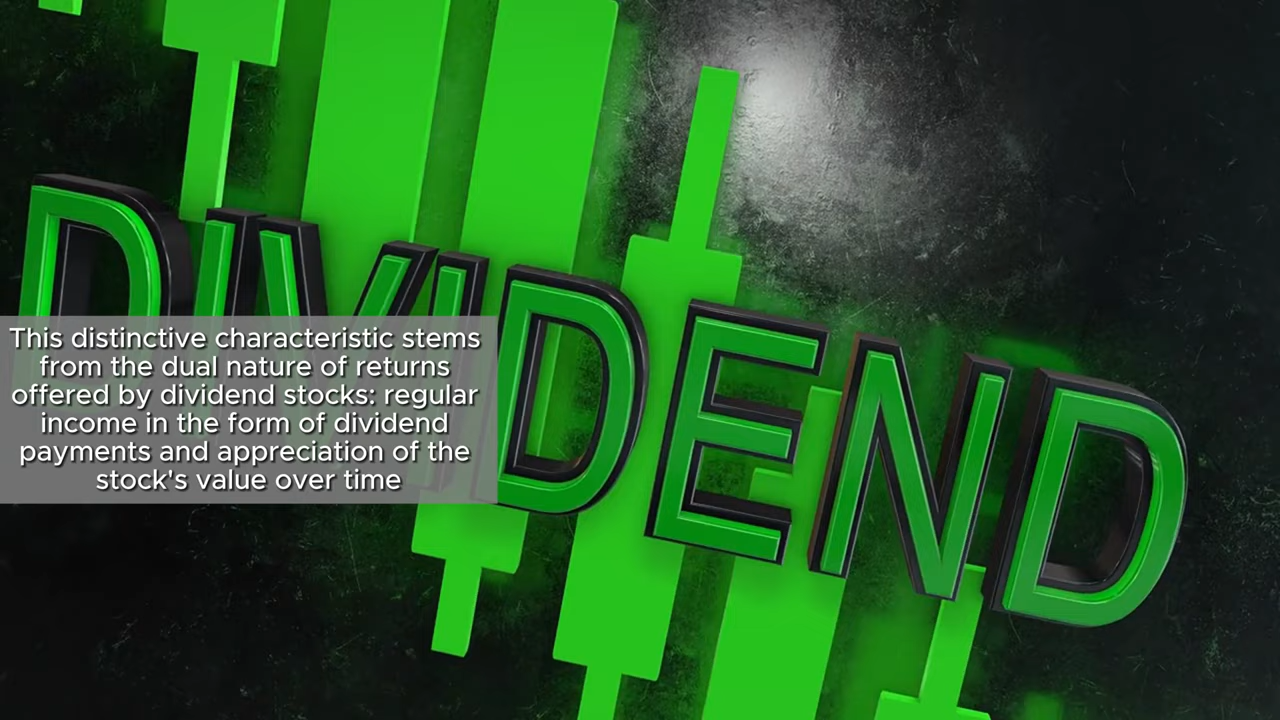 DIVIDEND
This distinctive characteristic stems
from the dual nature of returns
offered by dividend stocks: regular
income in the form of dividend
payments and appreciation of the
stock's value over time